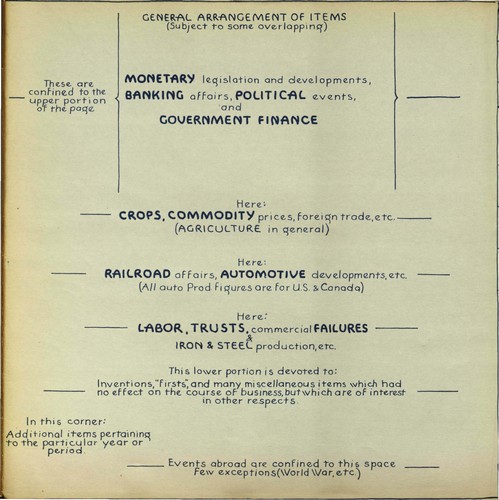 GENERAL ARRANGEMENT OF ITEMS
(Subject to some overlapping)
These are
confined to the
upper portion
of the page
MONETARY legislation and developments,
BANKING affairs, POLITICAL events,
and
GOVERNMENT FINANCE
Here:
CROPS, COMMODITY prices, foreign trade, etc.
(AGRICULTURE in general)
Here:
RAILROAD affairs, AUTOMOTIVE developments, etc.
(All auto Prod. figures are for U.S. & Canada)
Here:
LABOR, TRUSTS, commercial FAILURES
&
IRON & STEEL production, etc.
This lower portion is devoted to:
Inventions, "firsts", and many miscellaneous items which had
no effect on the course of business, but which are of interest
in other respects.
In this corner:
Additional items pertaining
to the particular year or
period.
Events abroad are confined to this space
Few exceptions (World War, etc.)